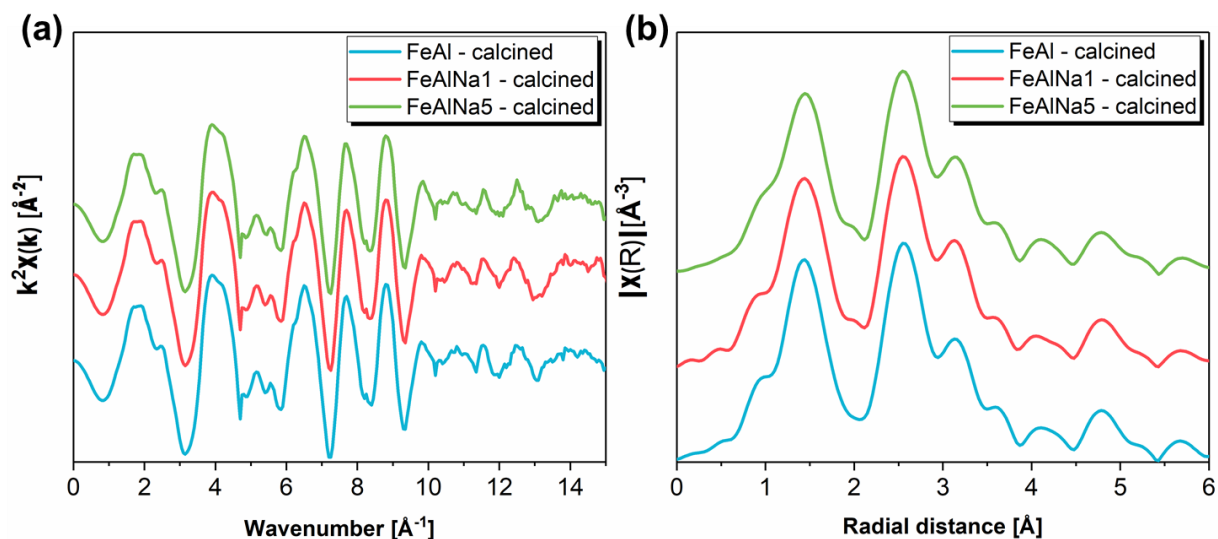 (a)
k²χ(k) [Å⁻²]
FeAl - calcined
FeAlNa1 - calcined
FeAlNa5 - calcined
0 2 4 6 8 10 12 14
Wavenumber [Å⁻¹]
(b)
|χ(R)| [Å⁻³]
FeAl - calcined
FeAlNa1 - calcined
FeAlNa5 - calcined
0 1 2 3 4 5 6
Radial distance [Å]